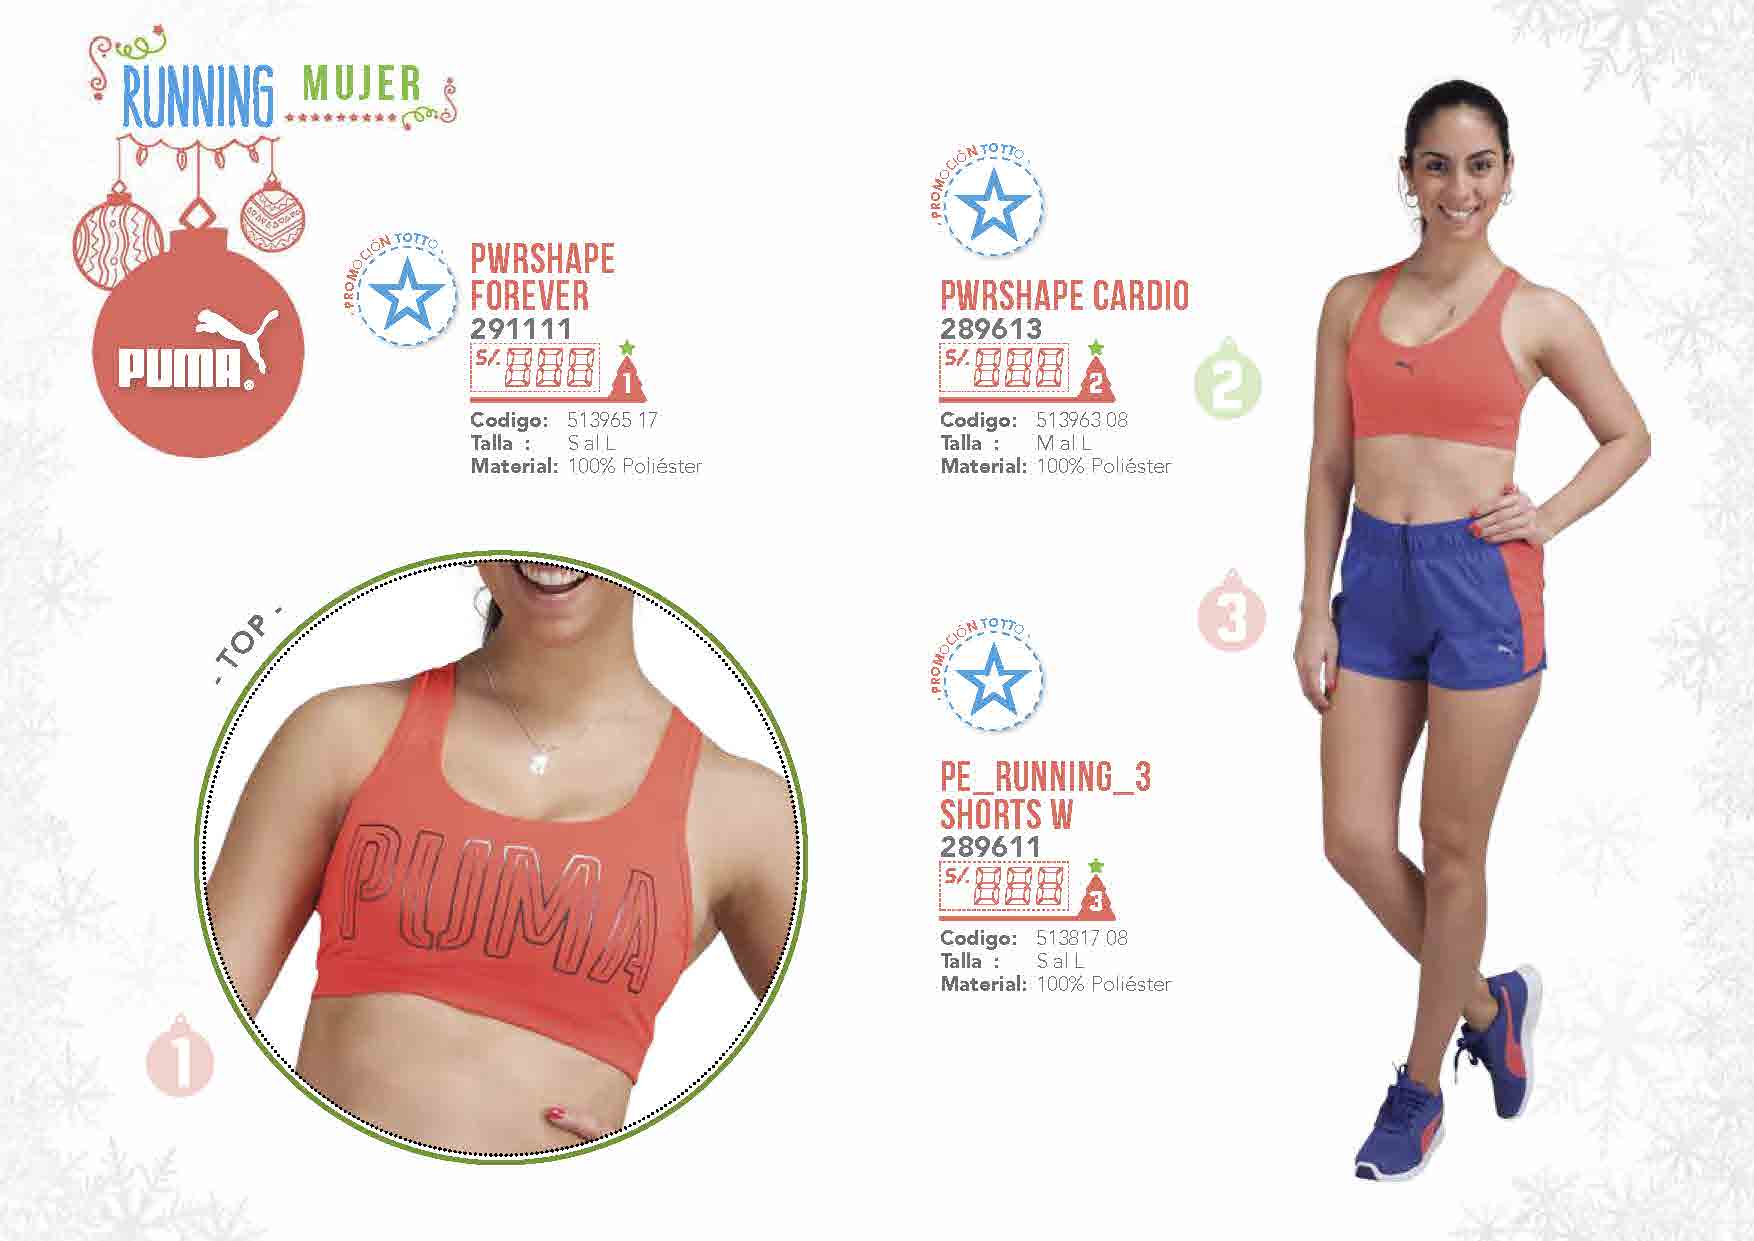 RUNNING MUJER
PUMA®
· PROMOCIÓN TOTTO ·
PWRSHAPE
FOREVER
291111
S/. 888
1
Codigo: 513965 17
Talla : S al L
Material: 100% Poliéster
· PROMOCIÓN TOTTO ·
PWRSHAPE CARDIO
289613
S/. 888
2
Codigo: 513963 08
Talla : M al L
Material: 100% Poliéster
2
- TOP -
PUMA
1
3
· PROMOCIÓN TOTTO ·
PE_RUNNING_3
SHORTS W
289611
S/. 888
3
Codigo: 513817 08
Talla : S al L
Material: 100% Poliéster